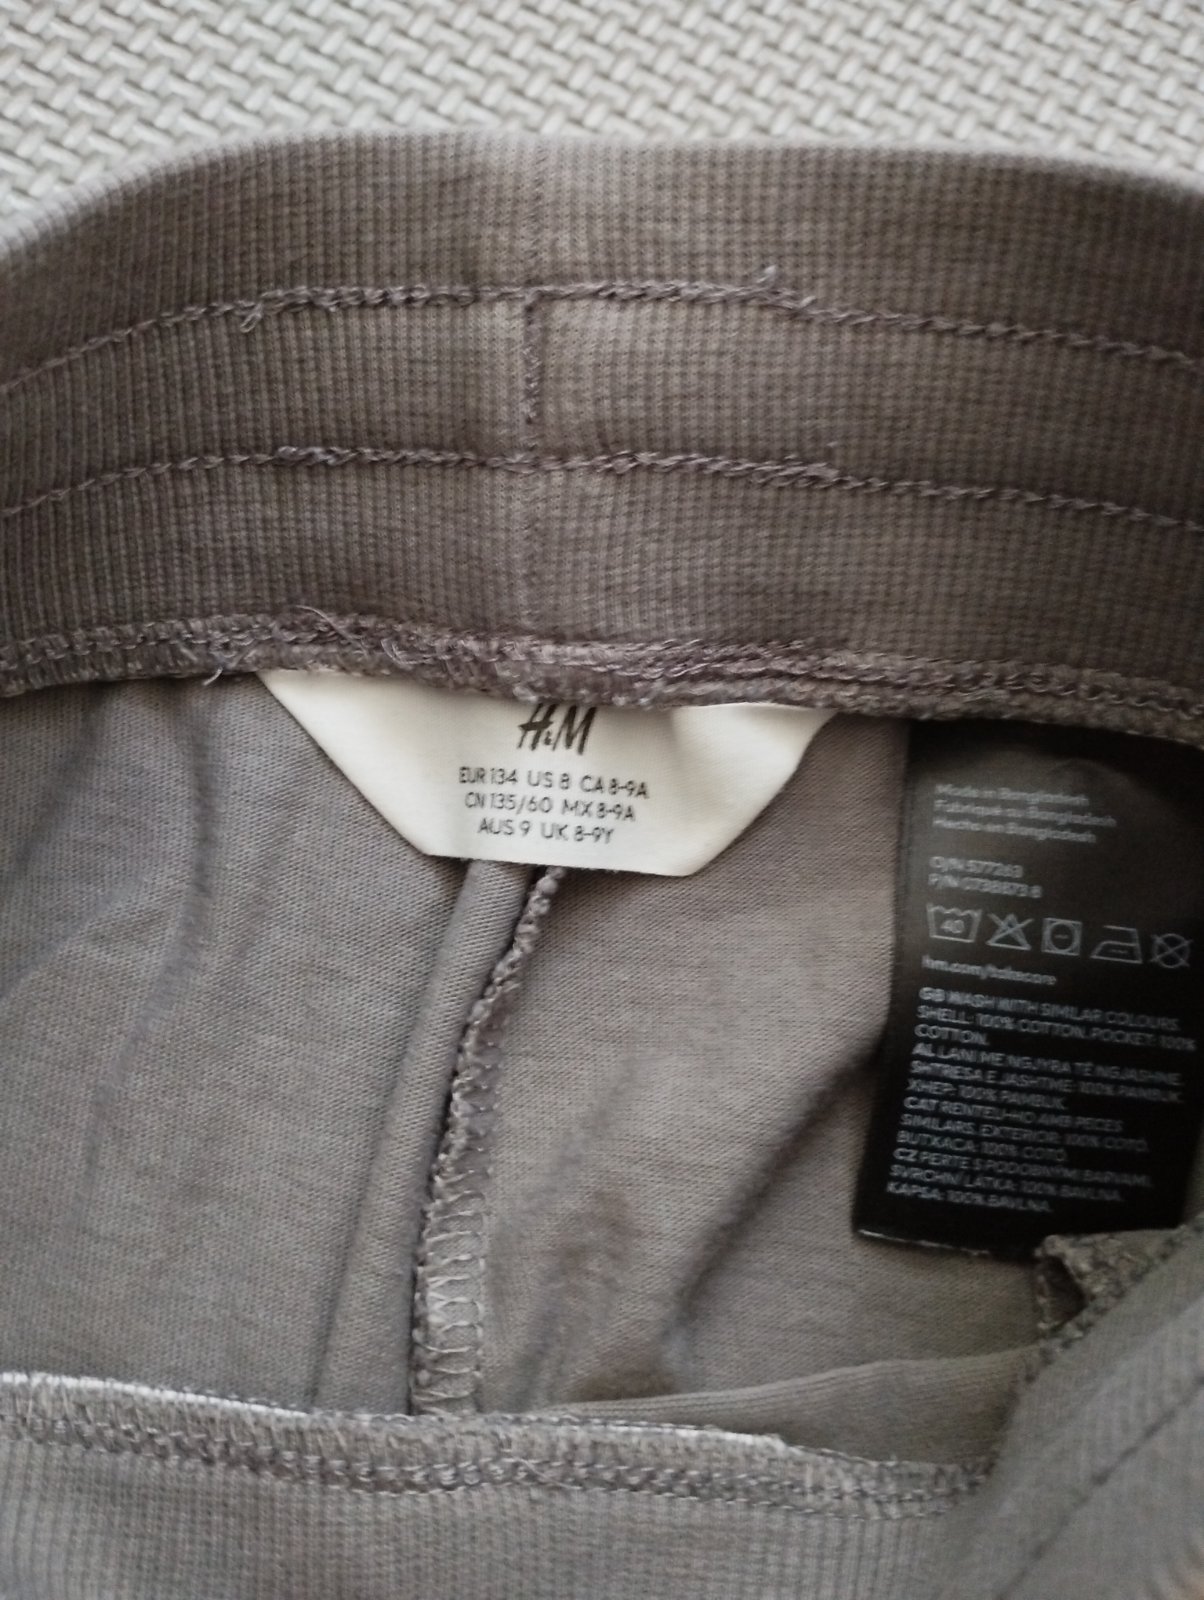 H&M
EUR 134 US 8 CA 8-9A
CN 135/60 MX 8-9A
AUS 9 UK 8-9Y
Made in Bangladesh
Fabriqué en Bangladesh
Hecho en Bangladesh
O/N 577263
40
GB WASH WITH SIMILAR COLOURS.
SHELL: 100% COTTON. POCKET: 100%
COTTON.
AL LANI ME NGJYRA TË NGJASHME.
SHTRESA E JASHTME: 100% PAMBUK.
XHEP: 100% PAMBUK.
CAT RENTEU-HO AMB PECES
SIMILARS. EXTERIOR: 100% COTÓ.
BUTXACA: 100% COTÓ.
CZ PERTE S PODOBNÝMI BARVAMI.
SVRCHNÍ LÁTKA: 100% BAVLNA.
KAPSA: 100% BAVLNA.